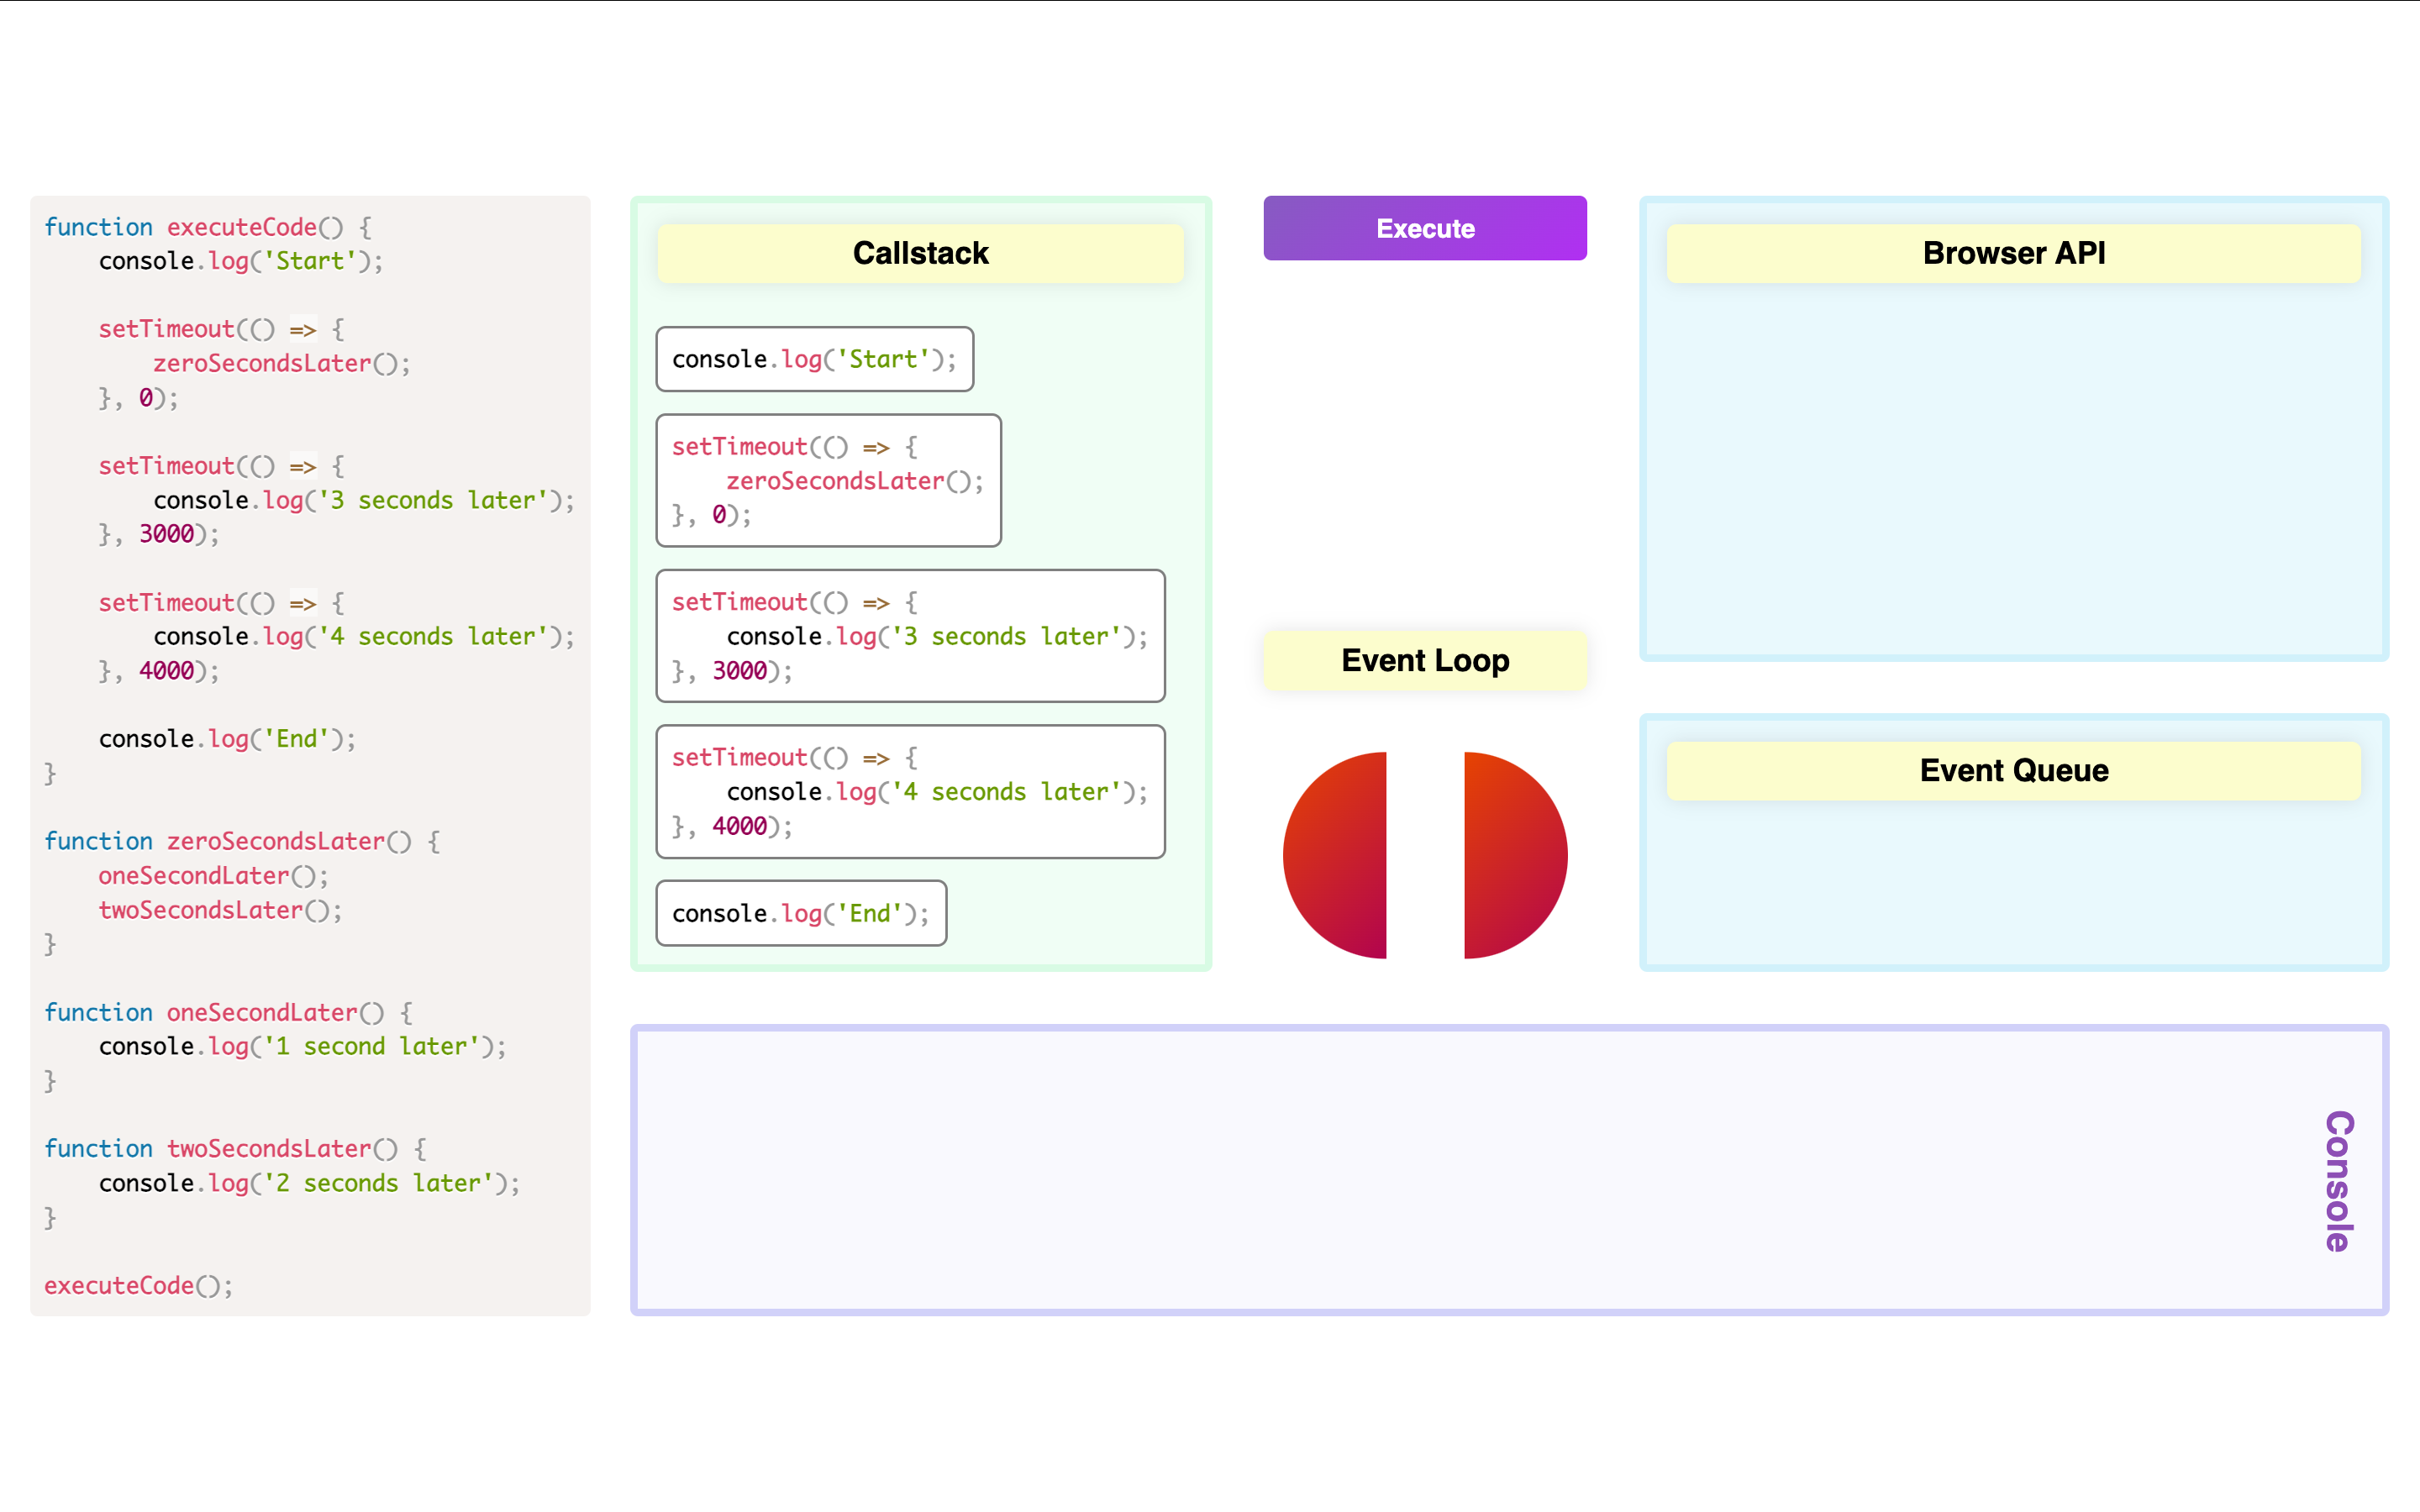 function executeCode() {
    console.log('Start');

    setTimeout(() => {
        zeroSecondsLater();
    }, 0);

    setTimeout(() => {
        console.log('3 seconds later');
    }, 3000);

    setTimeout(() => {
        console.log('4 seconds later');
    }, 4000);

    console.log('End');
}

function zeroSecondsLater() {
    oneSecondLater();
    twoSecondsLater();
}

function oneSecondLater() {
    console.log('1 second later');
}

function twoSecondsLater() {
    console.log('2 seconds later');
}

executeCode();
Callstack
console.log('Start');
setTimeout(() => {
    zeroSecondsLater();
}, 0);
setTimeout(() => {
    console.log('3 seconds later');
}, 3000);
setTimeout(() => {
    console.log('4 seconds later');
}, 4000);
console.log('End');
Execute
Event Loop
Browser API
Event Queue
Console